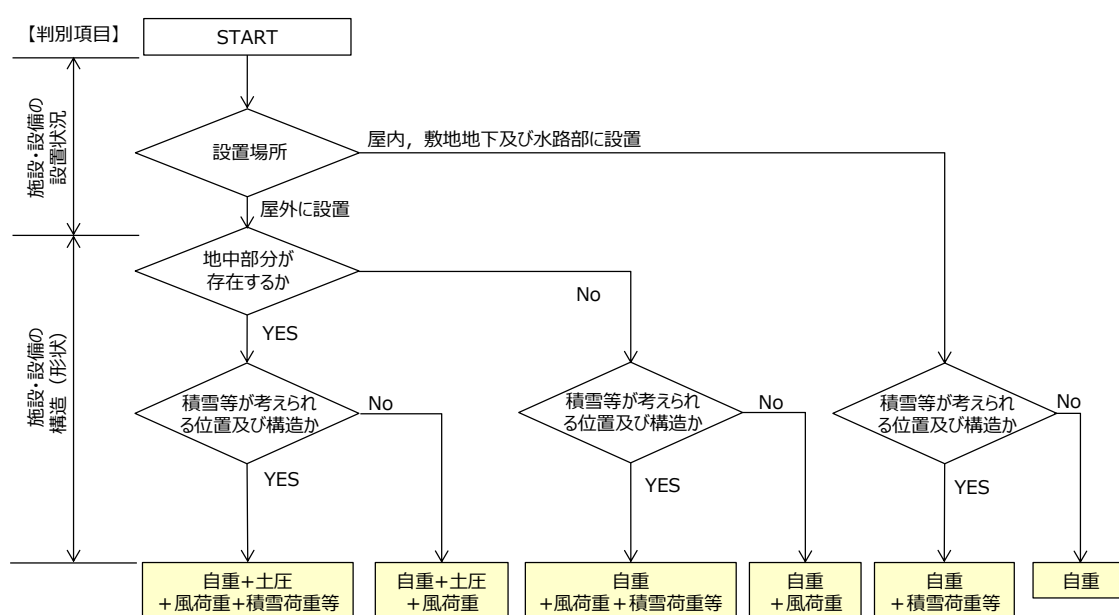 【判別項目】
START
施設・設備の
設置状況
設置場所
屋内，敷地地下及び水路部に設置
屋外に設置
施設・設備の
構造（形状）
地中部分が
存在するか
No
YES
積雪等が考えられ
る位置及び構造か
No
YES
積雪等が考えられ
る位置及び構造か
No
YES
積雪等が考えられ
る位置及び構造か
No
YES
自重+土圧
+風荷重+積雪荷重等
自重+土圧
+風荷重
自重
+風荷重+積雪荷重等
自重
+風荷重
自重
+積雪荷重等
自重